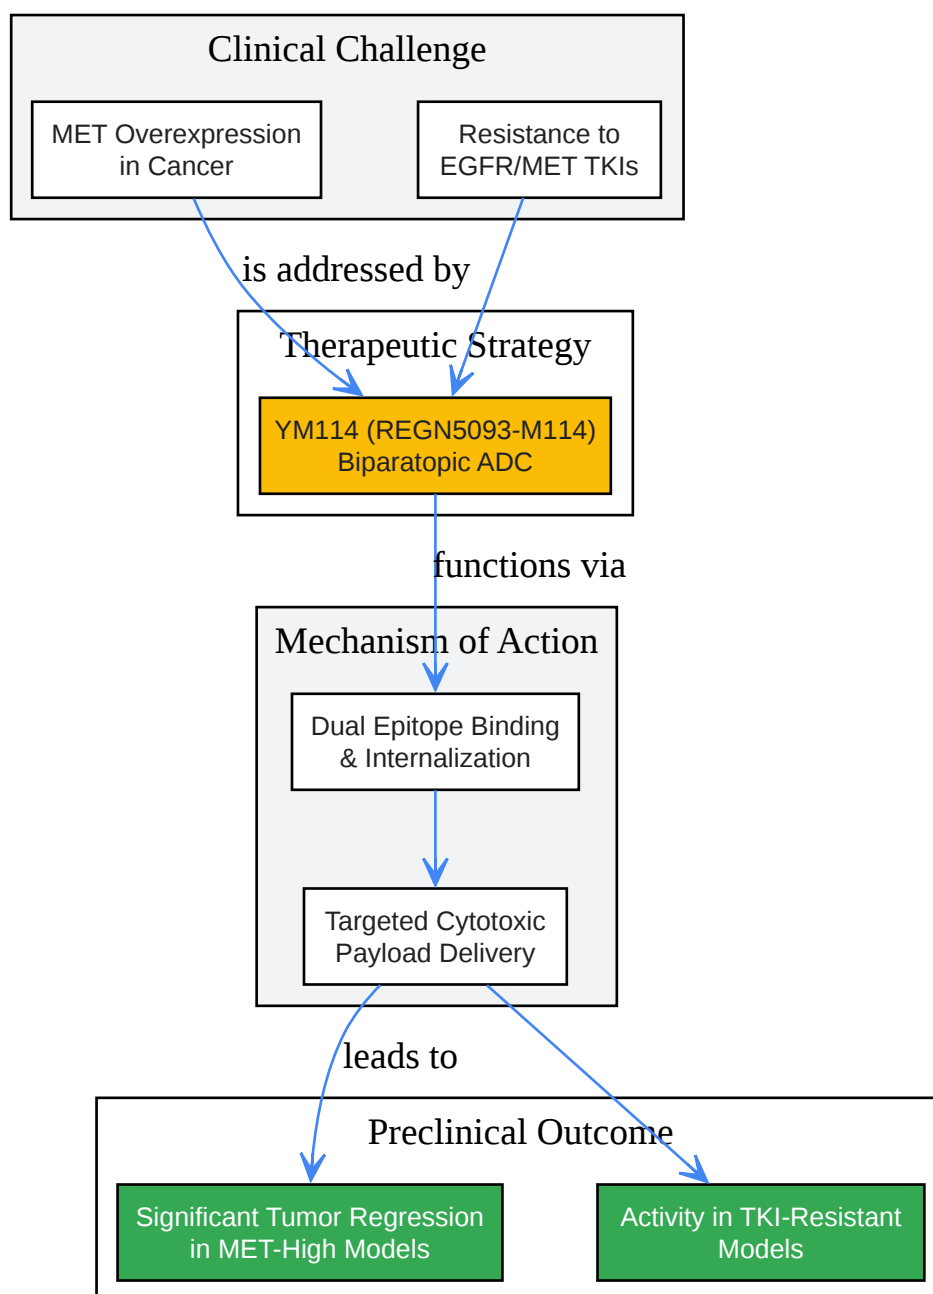 Clinical Challenge
MET Overexpression
in Cancer
Resistance to
EGFR/MET TKIs
is addressed by
Therapeutic Strategy
YM114 (REGN5093-M114)
Biparatopic ADC
functions via
Mechanism of Action
Dual Epitope Binding
& Internalization
Targeted Cytotoxic
Payload Delivery
leads to
Preclinical Outcome
Significant Tumor Regression
in MET-High Models
Activity in TKI-Resistant
Models